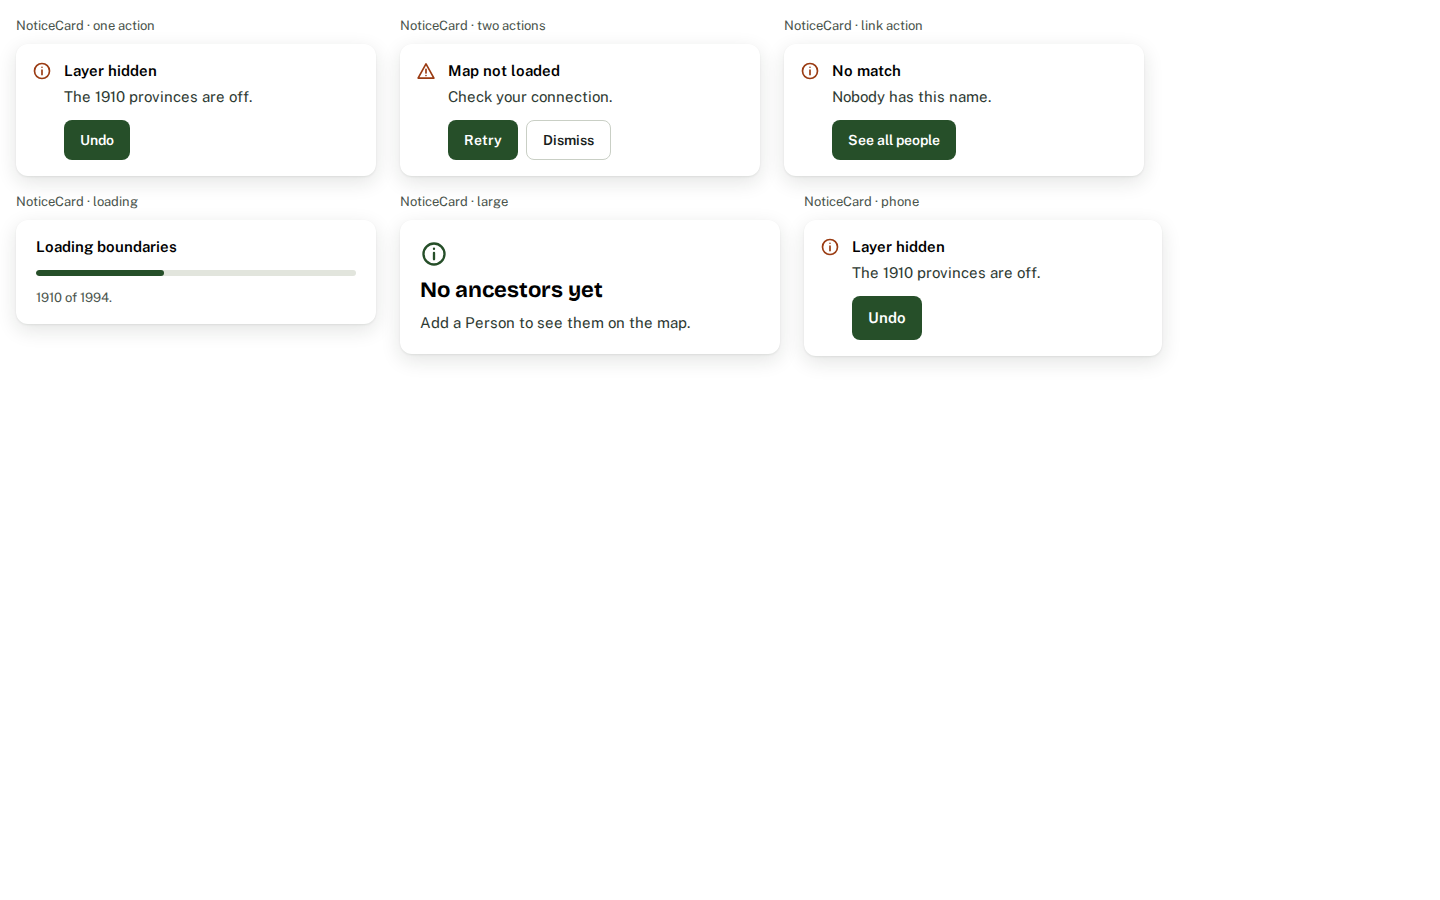 NoticeCard · one action
Layer hidden
The 1910 provinces are off.
Undo
NoticeCard · two actions
Map not loaded
Check your connection.
Retry
Dismiss
NoticeCard · link action
No match
Nobody has this name.
See all people
NoticeCard · loading
Loading boundaries
1910 of 1994.
NoticeCard · large
No ancestors yet
Add a Person to see them on the map.
NoticeCard · phone
Layer hidden
The 1910 provinces are off.
Undo